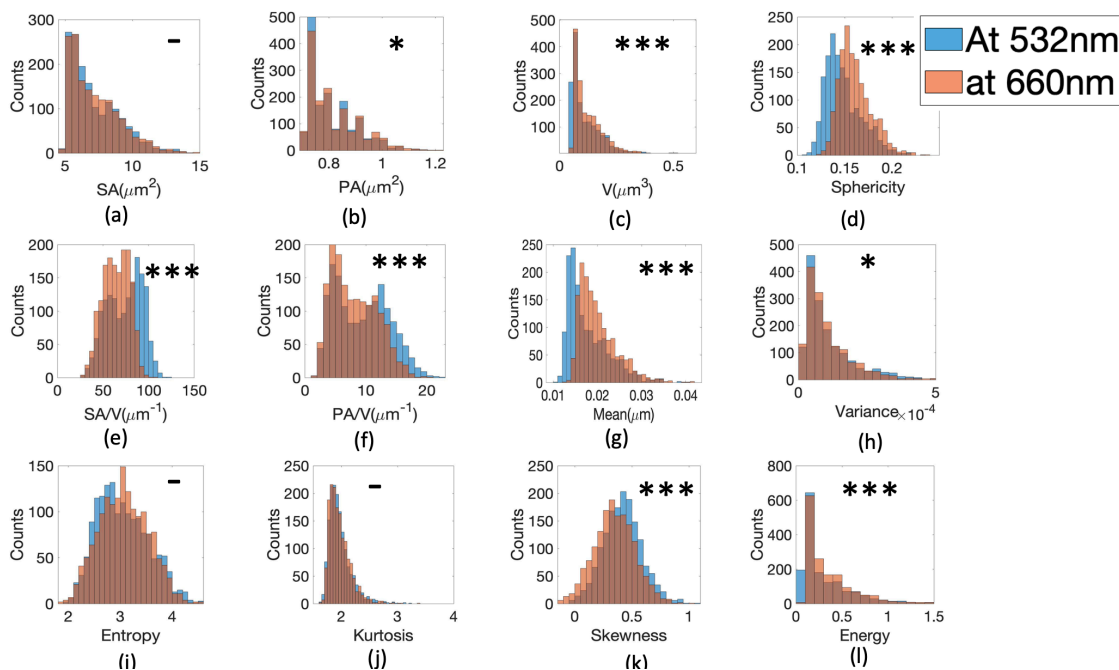 At 532nm
at 660nm
Counts
300
200
100
0
5
10
15
SA(μm²)
–
(a)
Counts
500
400
300
200
100
0
0.8
1
1.2
PA(μm²)
*
(b)
Counts
500
400
300
200
100
0
0.5
V(μm³)
***
(c)
Counts
250
200
150
100
50
0.1
0.15
0.2
Sphericity
***
(d)
Counts
200
150
100
50
0
0
50
100
150
SA/V(μm⁻¹)
***
(e)
Counts
200
150
100
50
0
0
10
20
PA/V(μm⁻¹)
***
(f)
Counts
250
200
150
100
50
0
0.01
0.02
0.03
0.04
Mean(μm)
***
(g)
Counts
500
400
300
200
100
0
0
5
Variance×10⁻⁴
*
(h)
Counts
150
100
50
0
2
3
4
Entropy
–
(i)
Counts
250
200
150
100
50
0
2
3
4
Kurtosis
–
(j)
Counts
250
200
150
100
50
0
0
0.5
1
Skewness
***
(k)
Counts
800
600
400
200
0
0
0.5
1
1.5
Energy
***
(l)